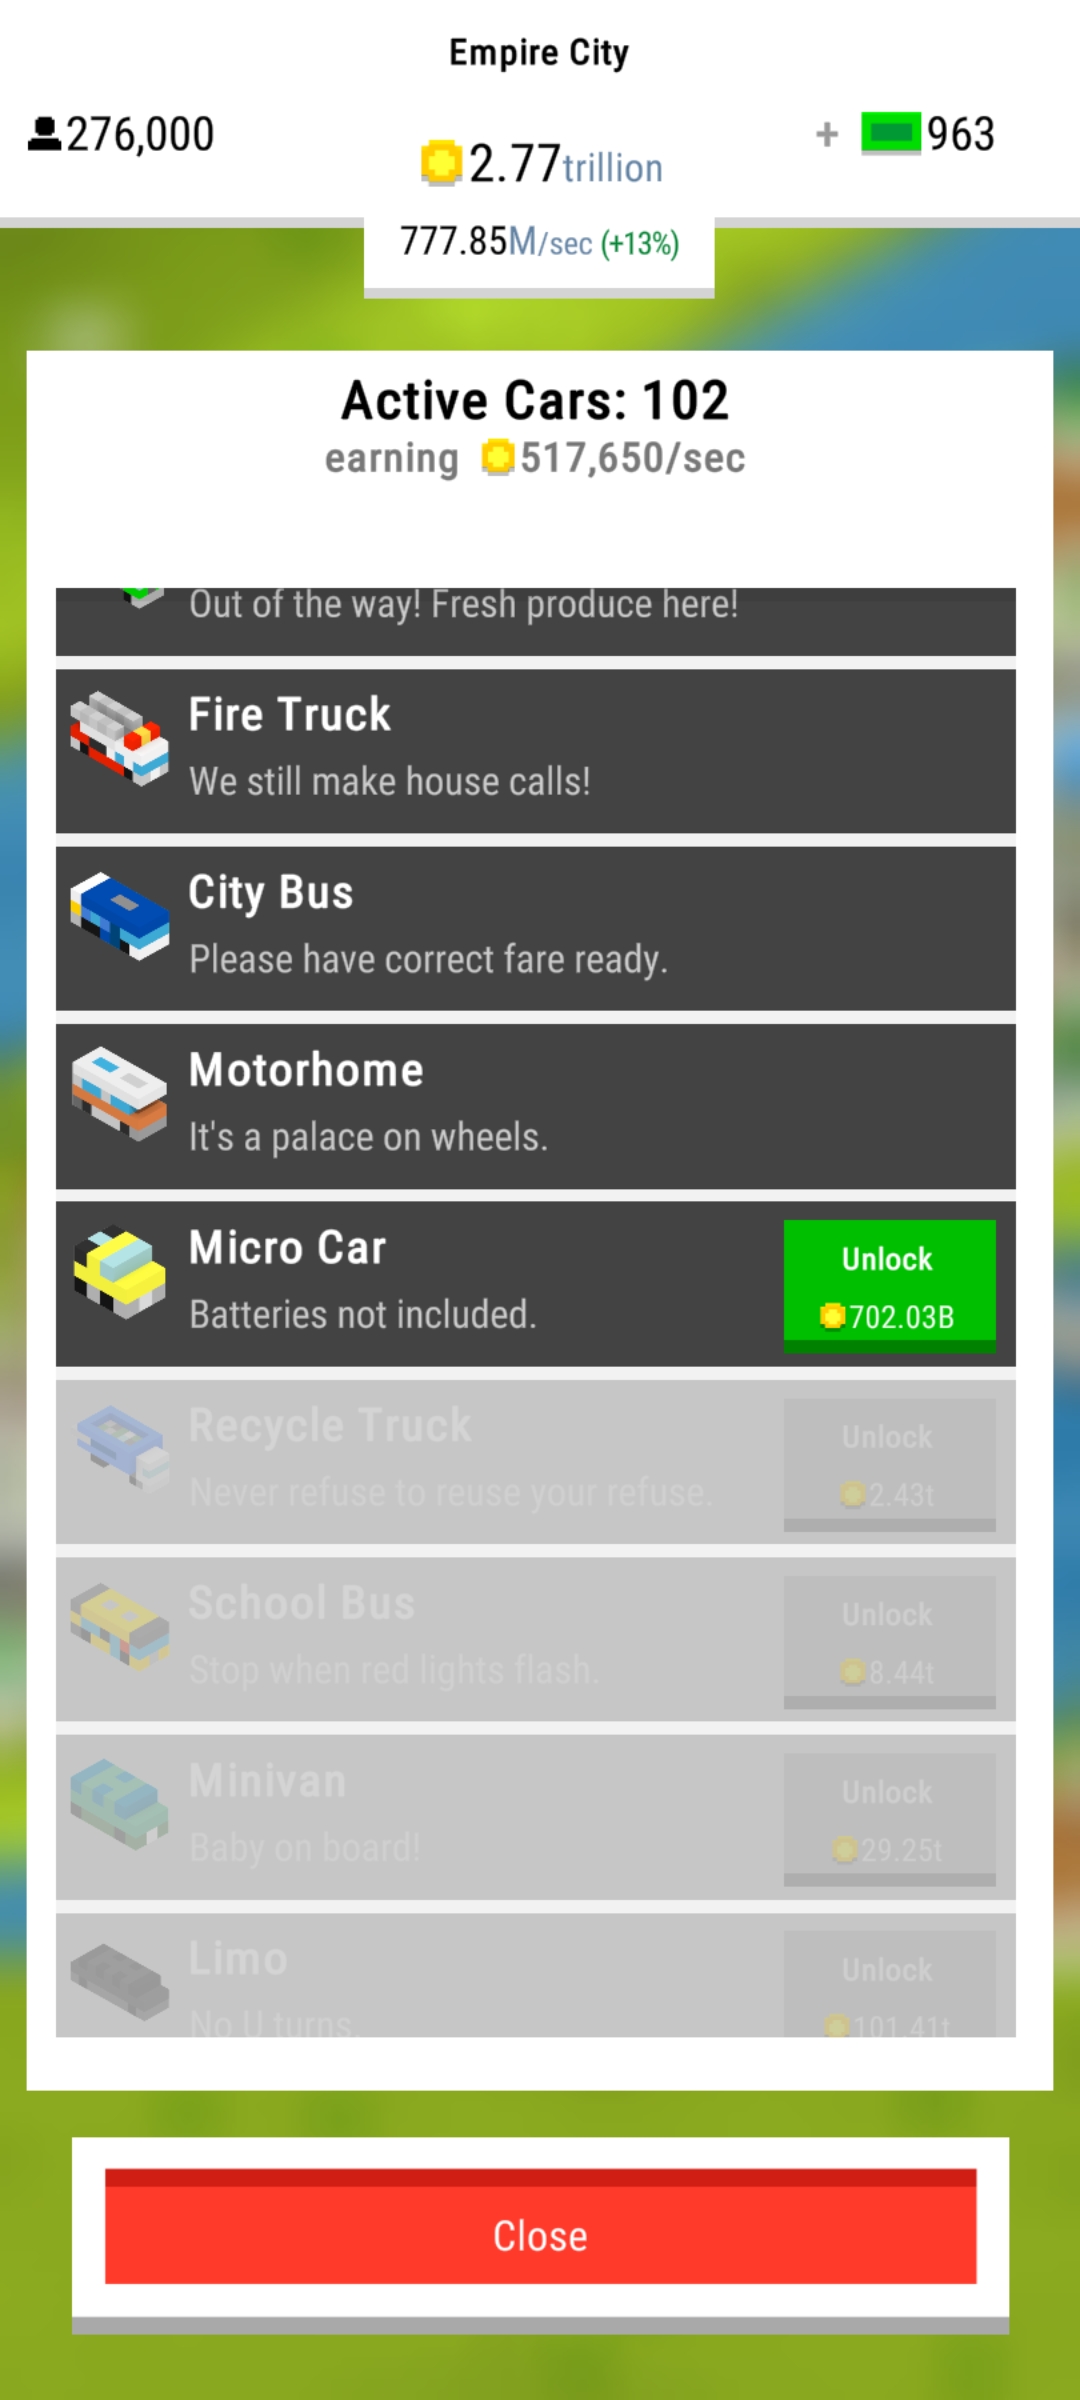 Empire City
276,000
2.77 trillion
+ 963
777.85M/sec (+13%)
Active Cars: 102
earning 517,650/sec
Out of the way! Fresh produce here!
Fire Truck
We still make house calls!
City Bus
Please have correct fare ready.
Motorhome
It's a palace on wheels.
Micro Car
Batteries not included.
Unlock
702.03B
Recycle Truck
Never refuse to reuse your refuse.
Unlock
2.43t
School Bus
Stop when red lights flash.
Unlock
8.44t
Minivan
Baby on board!
Unlock
29.25t
Limo
No U turns.
Unlock
101.41t
Close